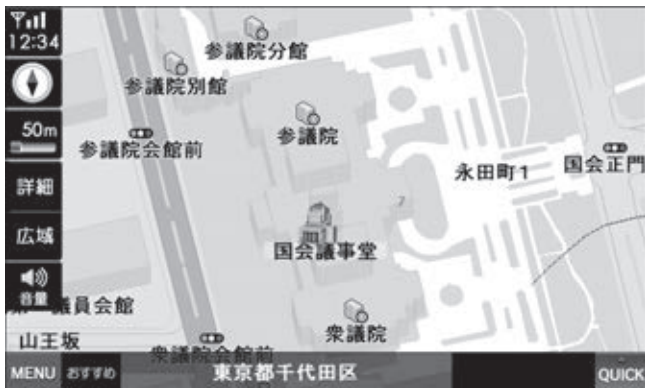 12:34
参議院分館
参議院別館
50m
参議院会館前
参議院
永田町1
国会正門
詳細
7
広域
国会議事堂
音量
議員会館
衆議院
山王坂
衆議院会館前
MENU
おすすめ
東京都千代田区
QUICK